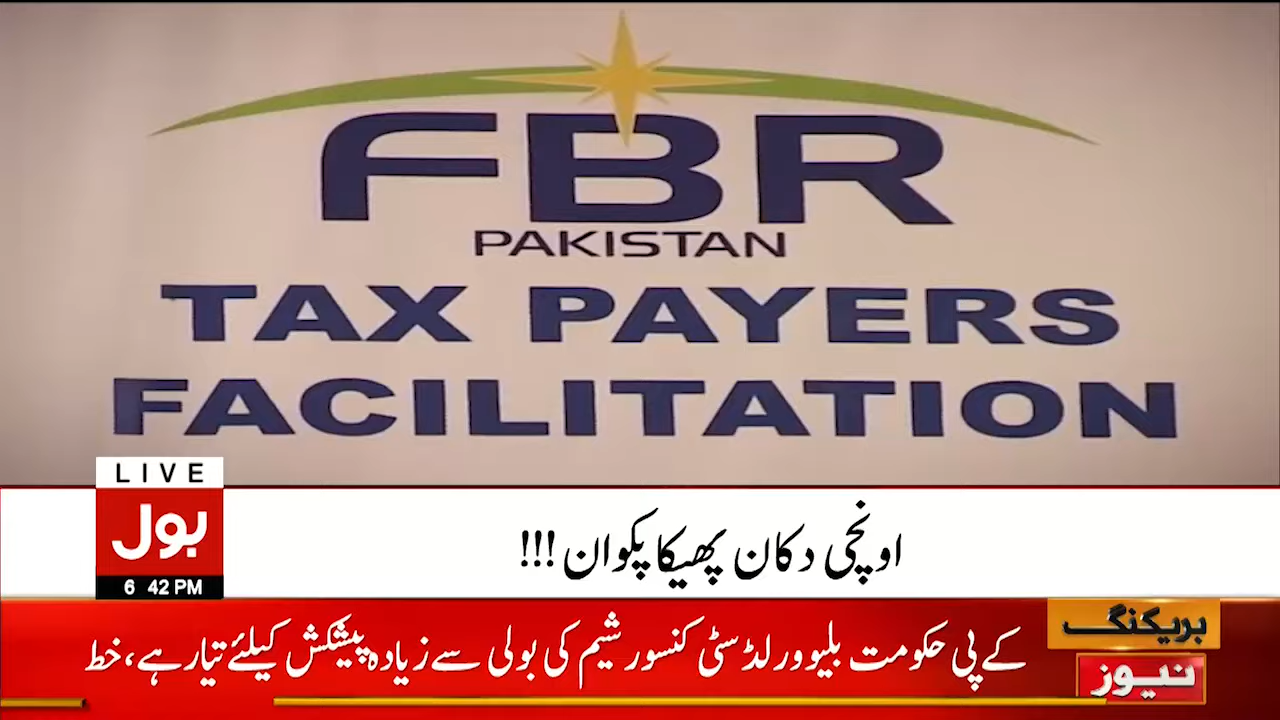 FBR
PAKISTAN
TAX PAYERS
FACILITATION
LIVE
بول
6 42 PM
اونچی دکان پھیکا پکوان !!!
بریکنگ
نیوز
کے پی حکومت بلیو ورلڈ سٹی کنسورشیم کی بولی سے زیادہ پیشکش کیلئے تیار ہے، خط